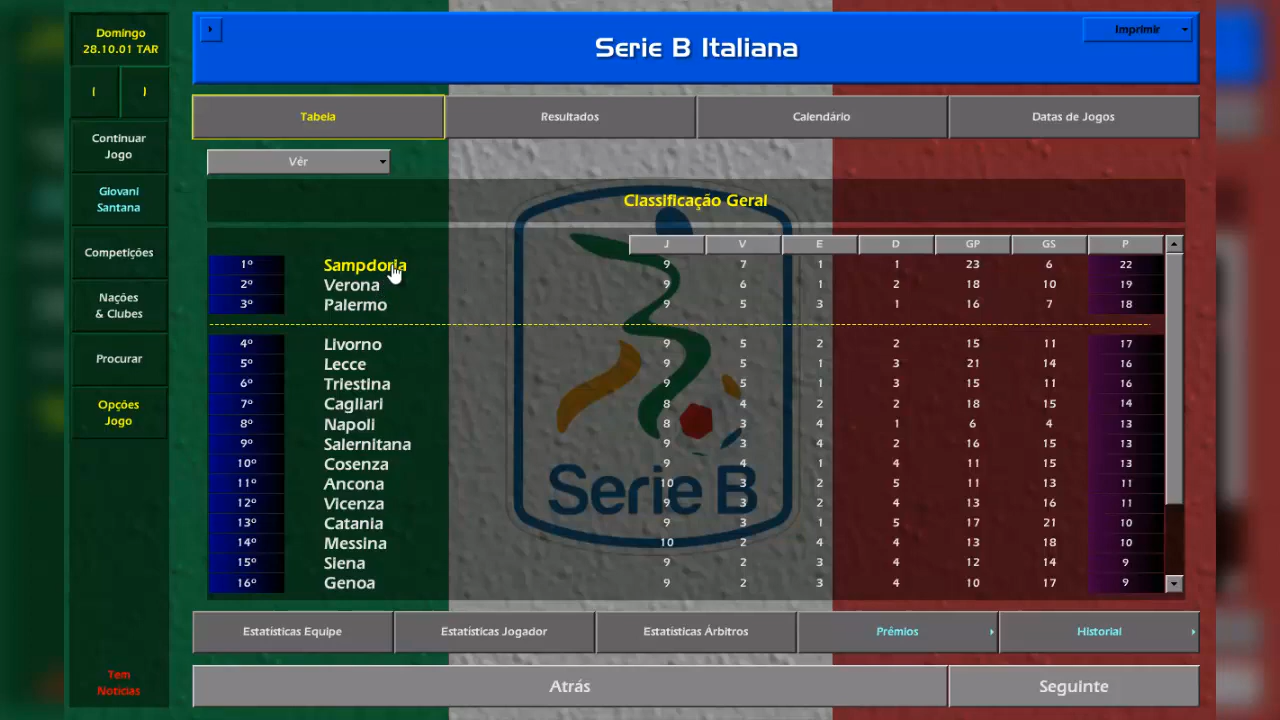 Domingo
28.10.01 TAR
Serie B Italiana
Imprimir
Tabela
Resultados
Calendário
Datas de Jogos
Continuar
Jogo
Giovani
Santana
Competições
Nações
& Clubes
Procurar
Opções
Jogo
Tem
Noticias
Vér
Classificação Geral
J V E D GP GS P
1º Sampdoria 9 7 1 1 23 6 22
2º Verona 9 6 1 2 18 10 19
3º Palermo 9 5 3 1 16 7 18
4º Livorno 9 5 2 2 15 11 17
5º Lecce 9 5 1 3 21 14 16
6º Triestina 9 5 1 3 15 11 16
7º Cagliari 8 4 2 2 18 15 14
8º Napoli 8 3 4 1 6 4 13
9º Salernitana 9 3 4 2 16 15 13
10º Cosenza 9 4 1 4 11 15 13
11º Ancona 10 3 2 5 11 13 11
12º Vicenza 9 3 2 4 13 16 11
13º Catania 9 3 1 5 17 21 10
14º Messina 10 2 4 4 13 18 10
15º Siena 9 2 3 4 12 14 9
16º Genoa 9 2 3 4 10 17 9
Serie B
Estatísticas Equipe
Estatísticas Jogador
Estatísticas Árbitros
Prémios
Historial
Atrás
Seguinte